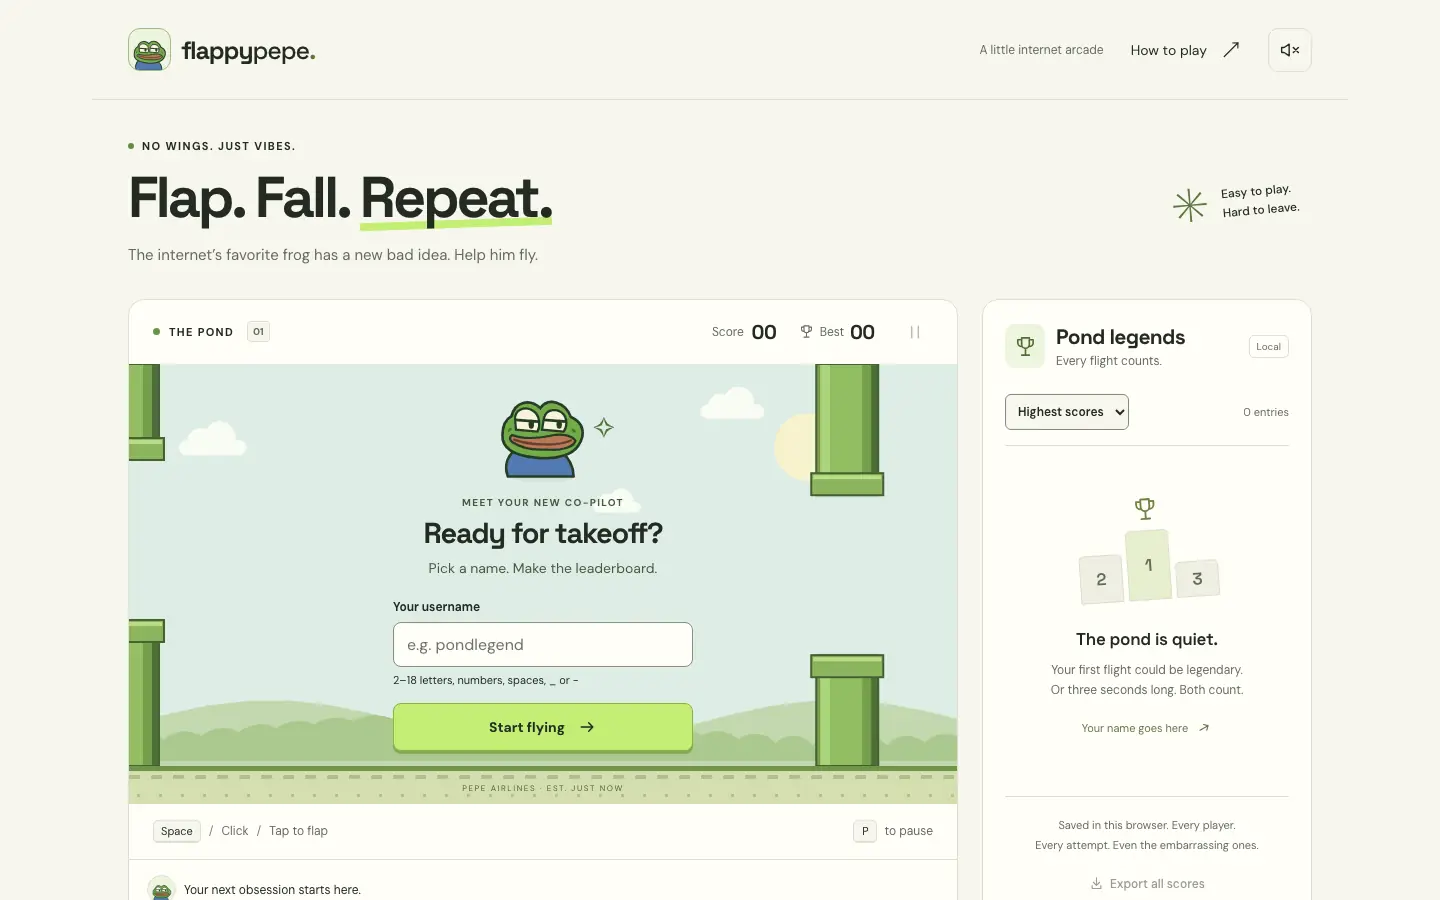 flappypepe.
A little internet arcade
How to play
NO WINGS. JUST VIBES.
Flap. Fall. Repeat.
The internet’s favorite frog has a new bad idea. Help him fly.
Easy to play.
Hard to leave.
THE POND 01
Score 00 Best 00
MEET YOUR NEW CO-PILOT
Ready for takeoff?
Pick a name. Make the leaderboard.
Your username
e.g. pondlegend
2–18 letters, numbers, spaces, _ or -
Start flying
PEPE AIRLINES · EST. JUST NOW
Space / Click / Tap to flap
P to pause
Your next obsession starts here.
Pond legends
Every flight counts.
Local
Highest scores
0 entries
2 1 3
The pond is quiet.
Your first flight could be legendary.
Or three seconds long. Both count.
Your name goes here
Saved in this browser. Every player.
Every attempt. Even the embarrassing ones.
Export all scores